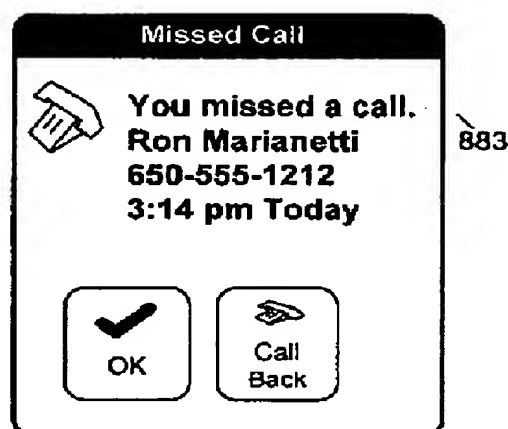 Missed Call
You missed a call.
Ron Marianetti
650-555-1212
3:14 pm Today
883
OK
Call
Back